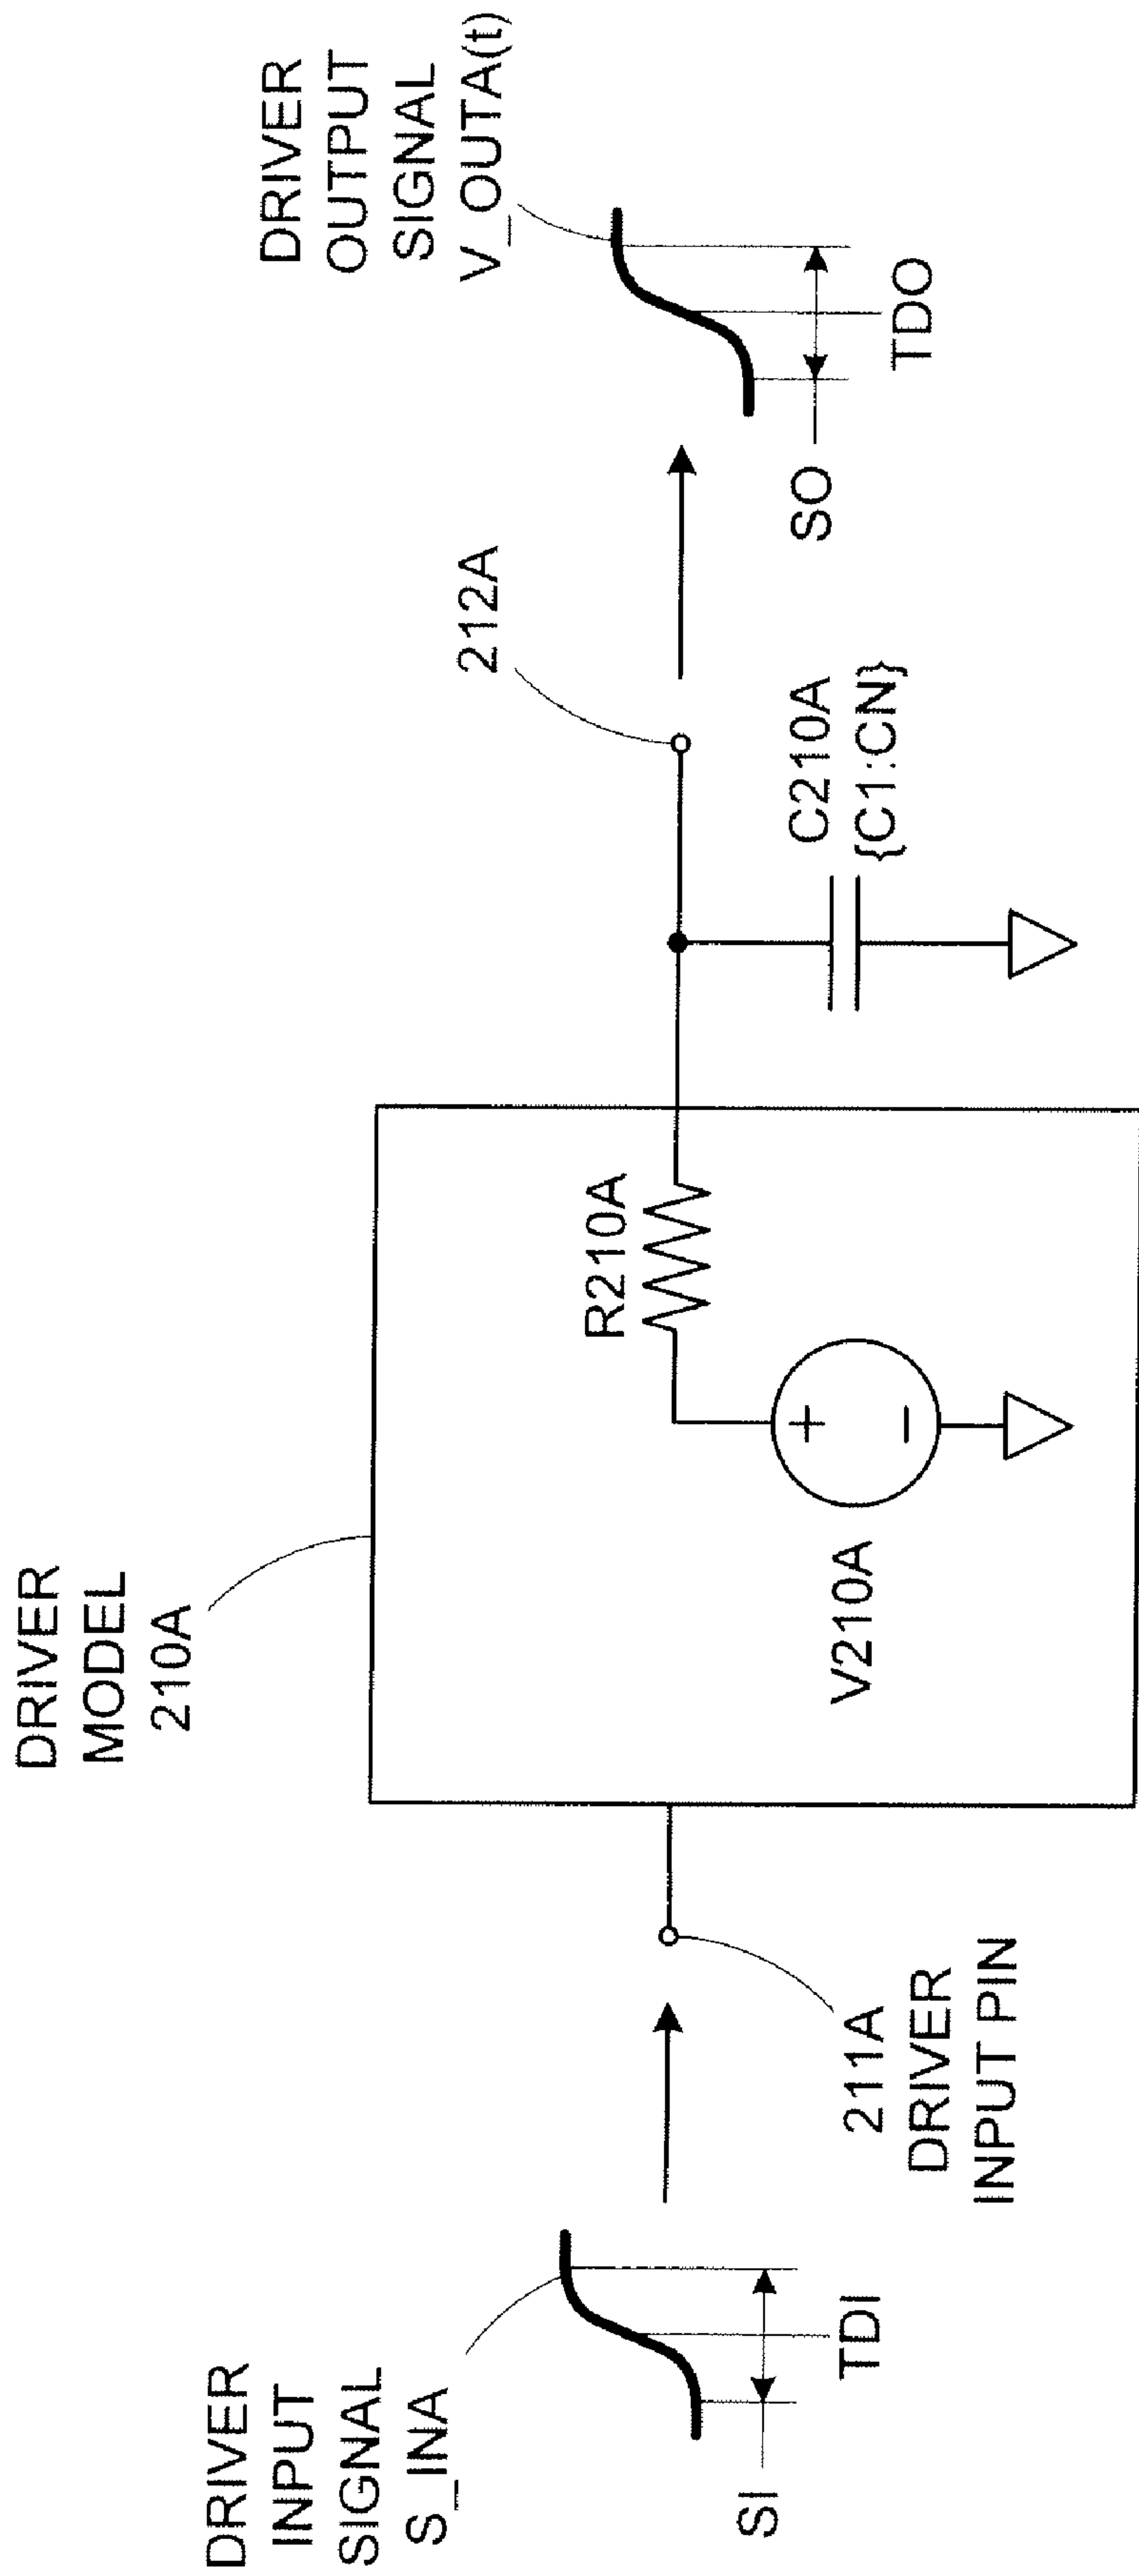 DRIVER
INPUT
SIGNAL
S_INA
SI
TDI
211A
DRIVER
INPUT PIN
DRIVER
MODEL
210A
V210A
+
−
R210A
C210A
{C1:CN}
212A
SO
TDO
DRIVER
OUTPUT
SIGNAL
V_OUTA(t)